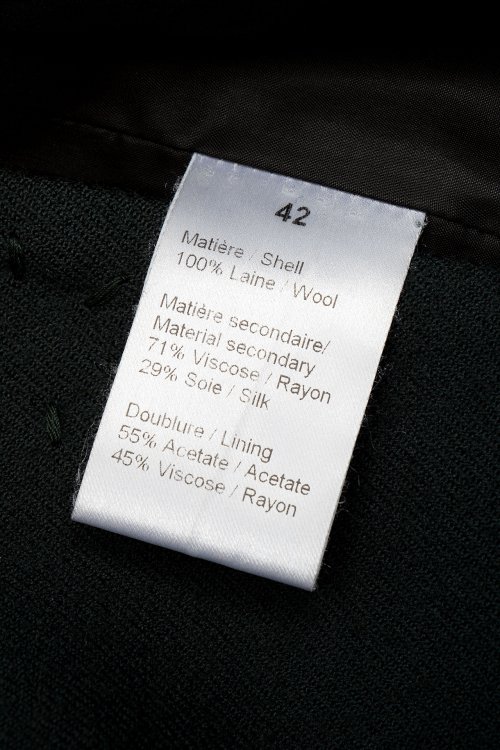 42
Matière / Shell
100% Laine / Wool
Matière secondaire/
Material secondary
71% Viscose / Rayon
29% Soie / Silk
Doublure / Lining
55% Acetate / Acetate
45% Viscose / Rayon